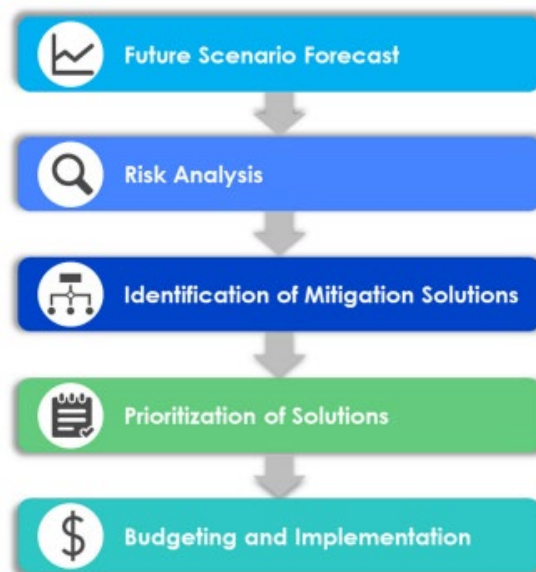 Future Scenario Forecast
Risk Analysis
Identification of Mitigation Solutions
Prioritization of Solutions
$ Budgeting and Implementation